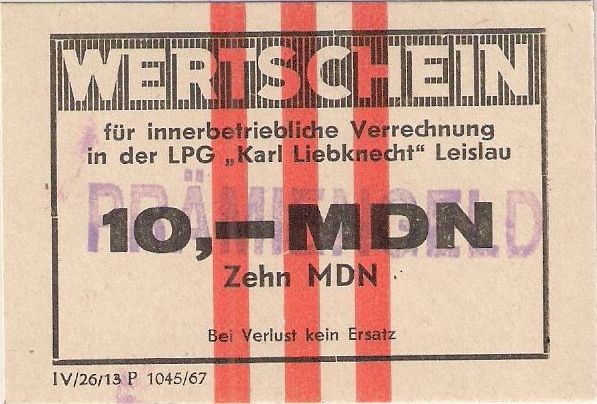 WERTSCHEIN
für innerbetriebliche Verrechnung
in der LPG „Karl Liebknecht“ Leislau
PRÄMIENGELD
10,—MDN
Zehn MDN
Bei Verlust kein Ersatz
IV/26/13 P 1045/67